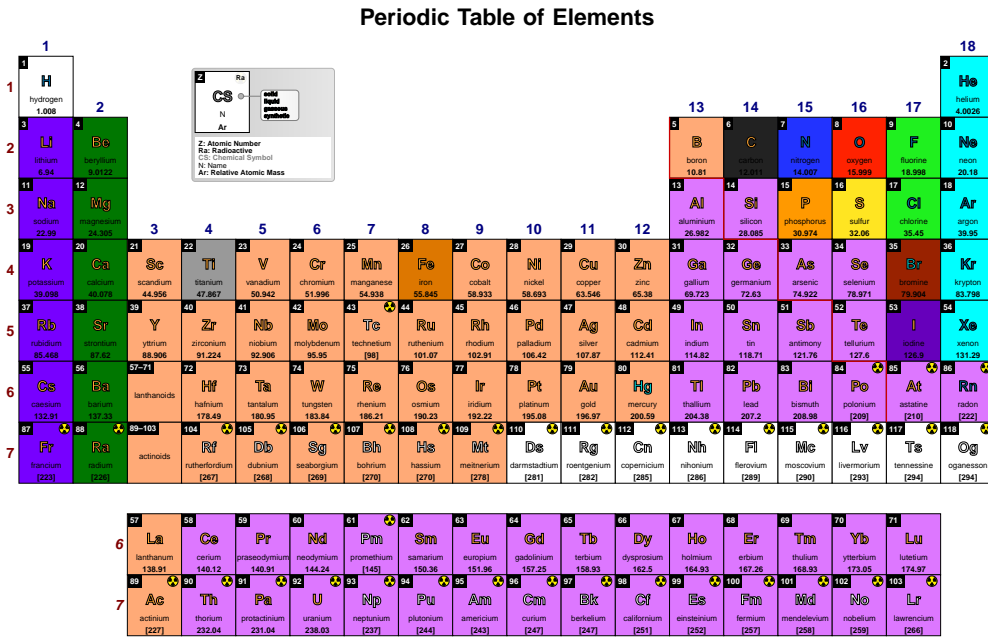 Periodic Table of Elements
1 18
1 H hydrogen 1.008
2 He helium 4.0026
Z Ra
CS
N
Ar
solid
liquid
gaseous
synthetic
Z: Atomic Number
Ra: Radioactive
CS: Chemical Symbol
N: Name
Ar: Relative Atomic Mass
1
2 13 14 15 16 17
2
3 Li lithium 6.94
4 Be beryllium 9.0122
5 B boron 10.81
6 C carbon 12.011
7 N nitrogen 14.007
8 O oxygen 15.999
9 F fluorine 18.998
10 Ne neon 20.18
3
11 Na sodium 22.99
12 Mg magnesium 24.305
3 4 5 6 7 8 9 10 11 12
13 Al aluminium 26.982
14 Si silicon 28.085
15 P phosphorus 30.974
16 S sulfur 32.06
17 Cl chlorine 35.45
18 Ar argon 39.95
4
19 K potassium 39.098
20 Ca calcium 40.078
21 Sc scandium 44.956
22 Ti titanium 47.867
23 V vanadium 50.942
24 Cr chromium 51.996
25 Mn manganese 54.938
26 Fe iron 55.845
27 Co cobalt 58.933
28 Ni nickel 58.693
29 Cu copper 63.546
30 Zn zinc 65.38
31 Ga gallium 69.723
32 Ge germanium 72.63
33 As arsenic 74.922
34 Se selenium 78.971
35 Br bromine 79.904
36 Kr krypton 83.798
5
37 Rb rubidium 85.468
38 Sr strontium 87.62
39 Y yttrium 88.906
40 Zr zirconium 91.224
41 Nb niobium 92.906
42 Mo molybdenum 95.95
43 Tc technetium [98]
44 Ru ruthenium 101.07
45 Rh rhodium 102.91
46 Pd palladium 106.42
47 Ag silver 107.87
48 Cd cadmium 112.41
49 In indium 114.82
50 Sn tin 118.71
51 Sb antimony 121.76
52 Te tellurium 127.6
53 I iodine 126.9
54 Xe xenon 131.29
6
55 Cs caesium 132.91
56 Ba barium 137.33
57–71 lanthanoids
72 Hf hafnium 178.49
73 Ta tantalum 180.95
74 W tungsten 183.84
75 Re rhenium 186.21
76 Os osmium 190.23
77 Ir iridium 192.22
78 Pt platinum 195.08
79 Au gold 196.97
80 Hg mercury 200.59
81 Tl thallium 204.38
82 Pb lead 207.2
83 Bi bismuth 208.98
84 Po polonium [209]
85 At astatine [210]
86 Rn radon [222]
7
87 Fr francium [223]
88 Ra radium [226]
89–103 actinoids
104 Rf rutherfordium [267]
105 Db dubnium [268]
106 Sg seaborgium [269]
107 Bh bohrium [270]
108 Hs hassium [270]
109 Mt meitnerium [278]
110 Ds darmstadtium [281]
111 Rg roentgenium [282]
112 Cn copernicium [285]
113 Nh nihonium [286]
114 Fl flerovium [289]
115 Mc moscovium [290]
116 Lv livermorium [293]
117 Ts tennessine [294]
118 Og oganesson [294]
6
57 La lanthanum 138.91
58 Ce cerium 140.12
59 Pr praseodymium 140.91
60 Nd neodymium 144.24
61 Pm promethium [145]
62 Sm samarium 150.36
63 Eu europium 151.96
64 Gd gadolinium 157.25
65 Tb terbium 158.93
66 Dy dysprosium 162.5
67 Ho holmium 164.93
68 Er erbium 167.26
69 Tm thulium 168.93
70 Yb ytterbium 173.05
71 Lu lutetium 174.97
7
89 Ac actinium [227]
90 Th thorium 232.04
91 Pa protactinium 231.04
92 U uranium 238.03
93 Np neptunium [237]
94 Pu plutonium [244]
95 Am americium [243]
96 Cm curium [247]
97 Bk berkelium [247]
98 Cf californium [251]
99 Es einsteinium [252]
100 Fm fermium [257]
101 Md mendelevium [258]
102 No nobelium [259]
103 Lr lawrencium [266]